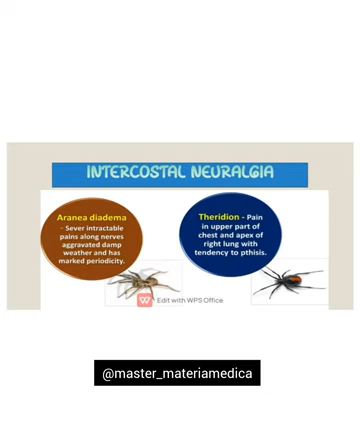 INTERCOSTAL NEURALGIA
Aranea diadema
- Sever intractable
pains along nerves
aggravated damp
weather and has
marked periodicity.
Theridion - Pain
in upper part of
chest and apex of
right lung with
tendency to pthisis.
Edit with WPS Office
@master_materiamedica